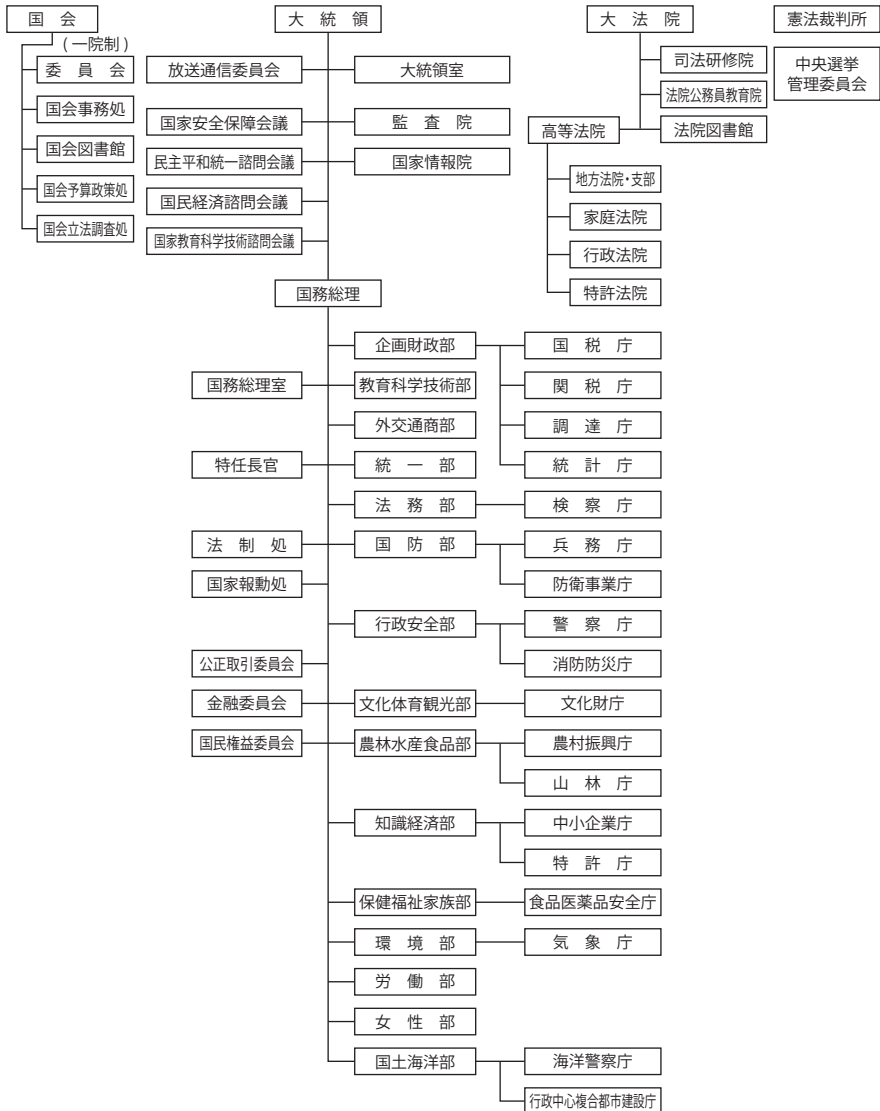 国会
(一院制)
委員会
国会事務処
国会図書館
国会予算政策処
国会立法調査処
大統領
放送通信委員会
大統領室
国家安全保障会議
監査院
民主平和統一諮問会議
国家情報院
国民経済諮問会議
国家教育科学技術諮問会議
大法院
司法研修院
法院公務員教育院
高等法院
法院図書館
地方法院・支部
家庭法院
行政法院
特許法院
憲法裁判所
中央選挙
管理委員会
国務総理
企画財政部
国税庁
国務総理室
教育科学技術部
関税庁
外交通商部
調達庁
特任長官
統一部
統計庁
法務部
検察庁
法制処
国防部
兵務庁
国家報勳処
防衛事業庁
行政安全部
警察庁
公正取引委員会
消防防災庁
金融委員会
文化体育観光部
文化財庁
国民権益委員会
農林水産食品部
農村振興庁
山林庁
知識経済部
中小企業庁
特許庁
保健福祉家族部
食品医薬品安全庁
環境部
気象庁
労働部
女性部
国土海洋部
海洋警察庁
行政中心複合都市建設庁